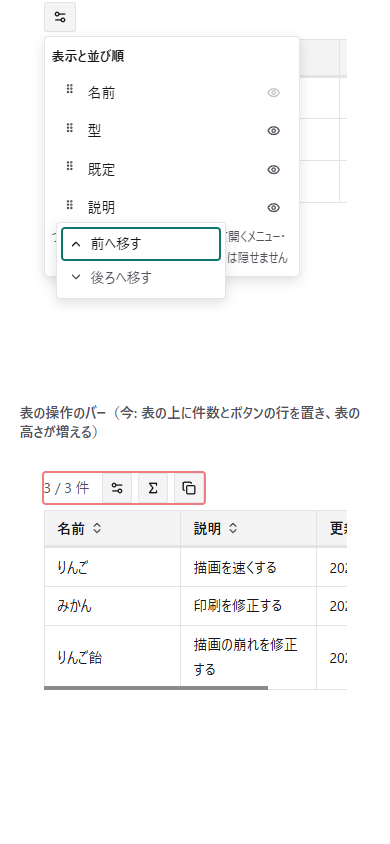 表示と並び順
名前
型
既定
説明
開くメニュー・
は隠せません
前へ移す
後ろへ移す
表の操作のバー（今: 表の上に件数とボタンの行を置き、表の
高さが増える）
3 / 3 件
名前 説明
りんご 描画を速くする
みかん 印刷を修正する
りんご飴 描画の崩れを修正
する